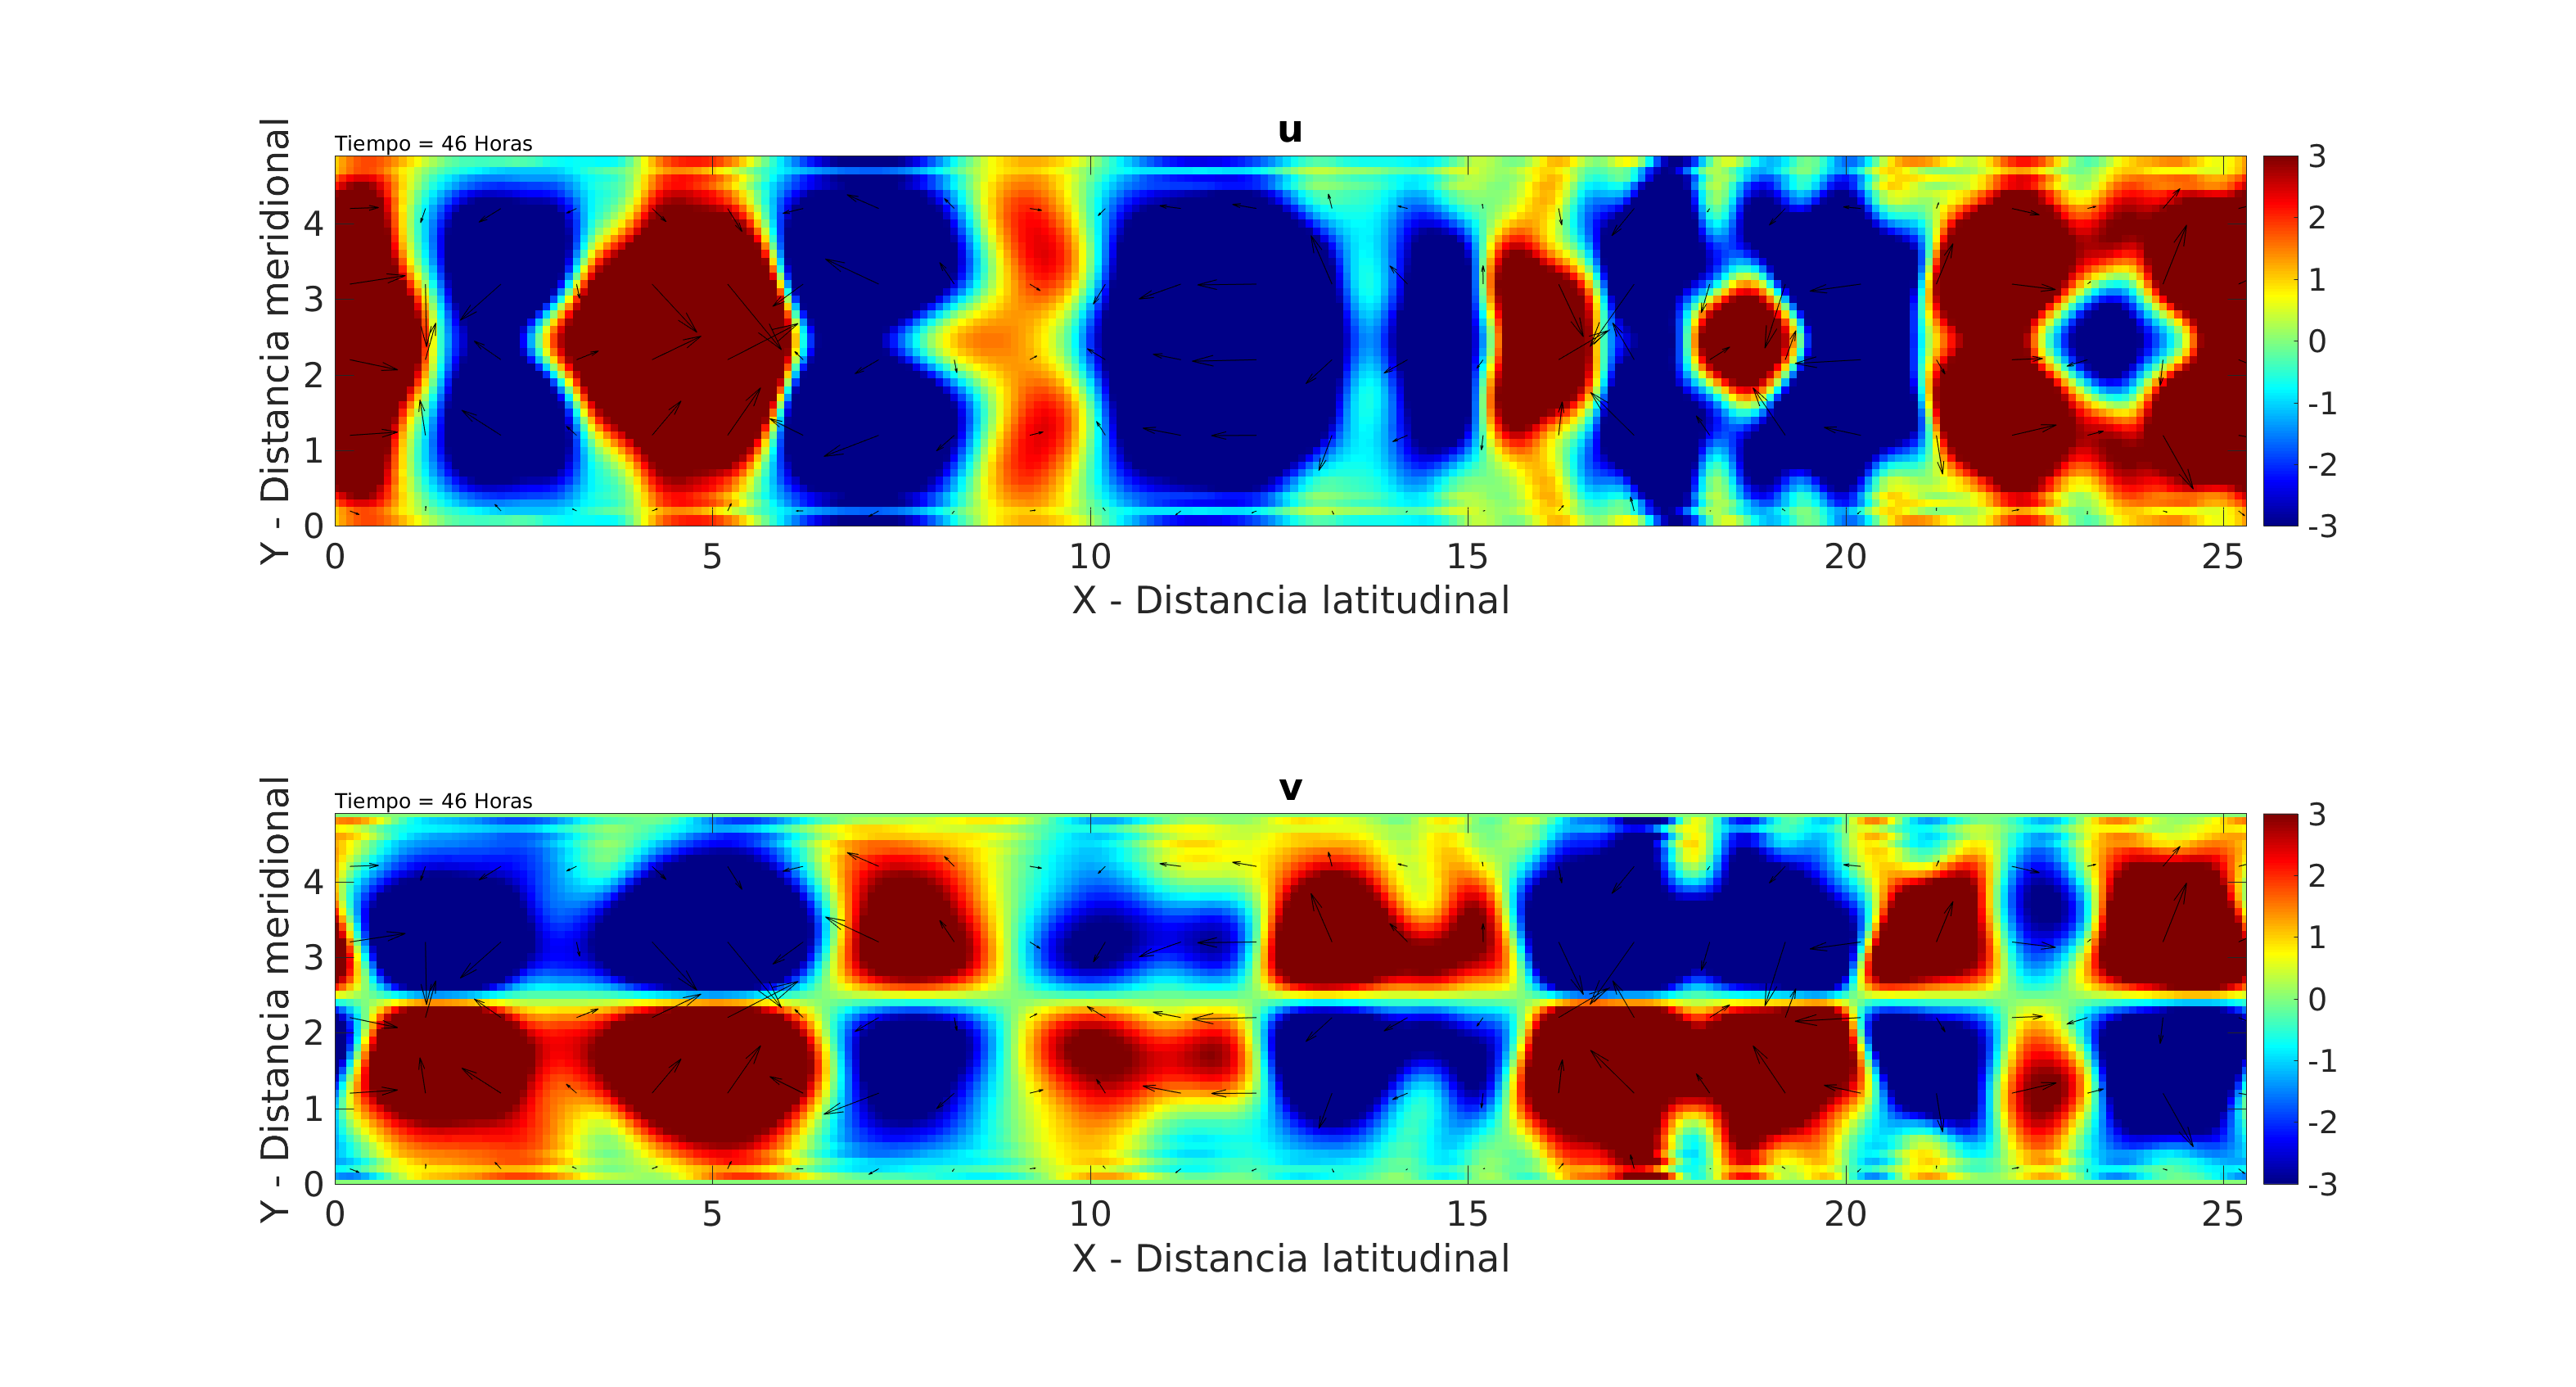 u
Tiempo = 46 Horas
Y - Distancia meridional
4
3
2
1
0
0 5 10 15 20 25
X - Distancia latitudinal
3
2
1
0
-1
-2
-3
v
Tiempo = 46 Horas
Y - Distancia meridional
4
3
2
1
0
0 5 10 15 20 25
X - Distancia latitudinal
3
2
1
0
-1
-2
-3